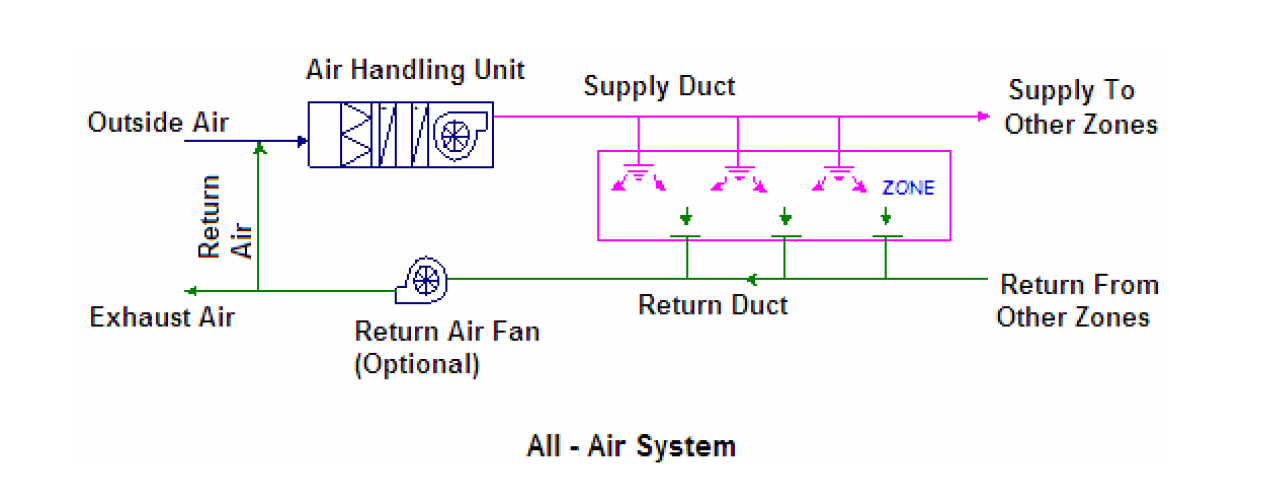 Air Handling Unit
Supply Duct
Supply To
Other Zones
Outside Air
ZONE
Return
Air
Return From
Other Zones
Return Duct
Exhaust Air
Return Air Fan
(Optional)
All - Air System